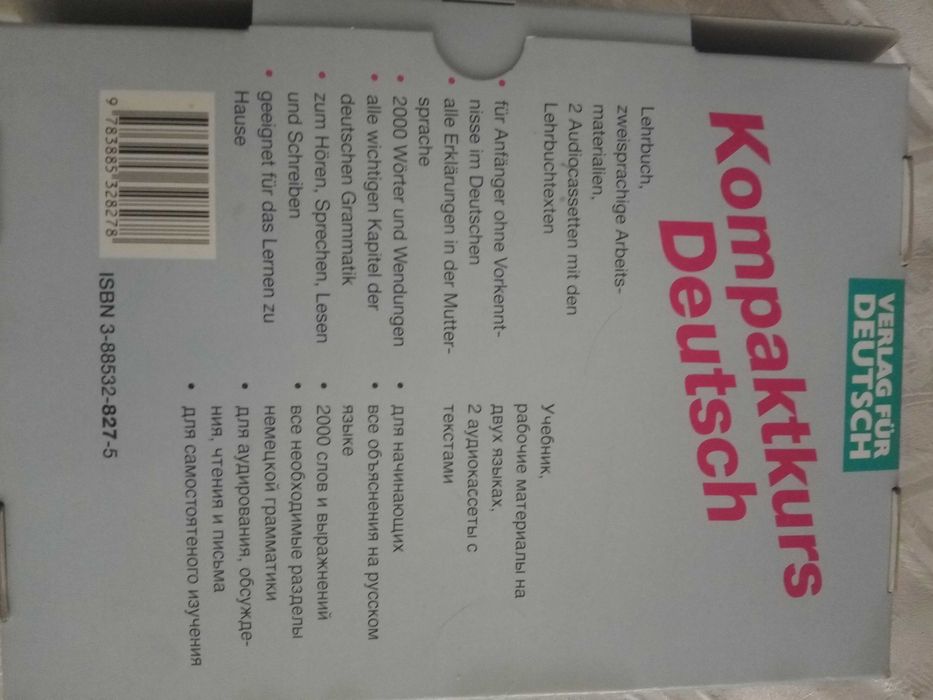 VERLAG FÜR
DEUTSCH
Kompaktkurs
Deutsch
Lehrbuch,
zweisprachige Arbeits-
materialien,
2 Audiocassetten mit den
Lehrbuchtexten
• für Anfänger ohne Vorkennt-
nisse im Deutschen
• alle Erklärungen in der Mutter-
sprache
• 2000 Wörter und Wendungen
• alle wichtigen Kapitel der
deutschen Grammatik
• zum Hören, Sprechen, Lesen
und Schreiben
• geeignet für das Lernen zu
Hause
Учебник,
рабочие материалы на
двух языках,
2 аудиокассеты с
текстами
• для начинающих
• все объяснения на русском
языке
• 2000 слов и выражнений
• все необходимые разделы
немецкой грамматики
• для аудирования, обсужде-
ния, чтения и письма
• для самостоятеного изучения
9 783885 328278
ISBN 3-88532-827-5